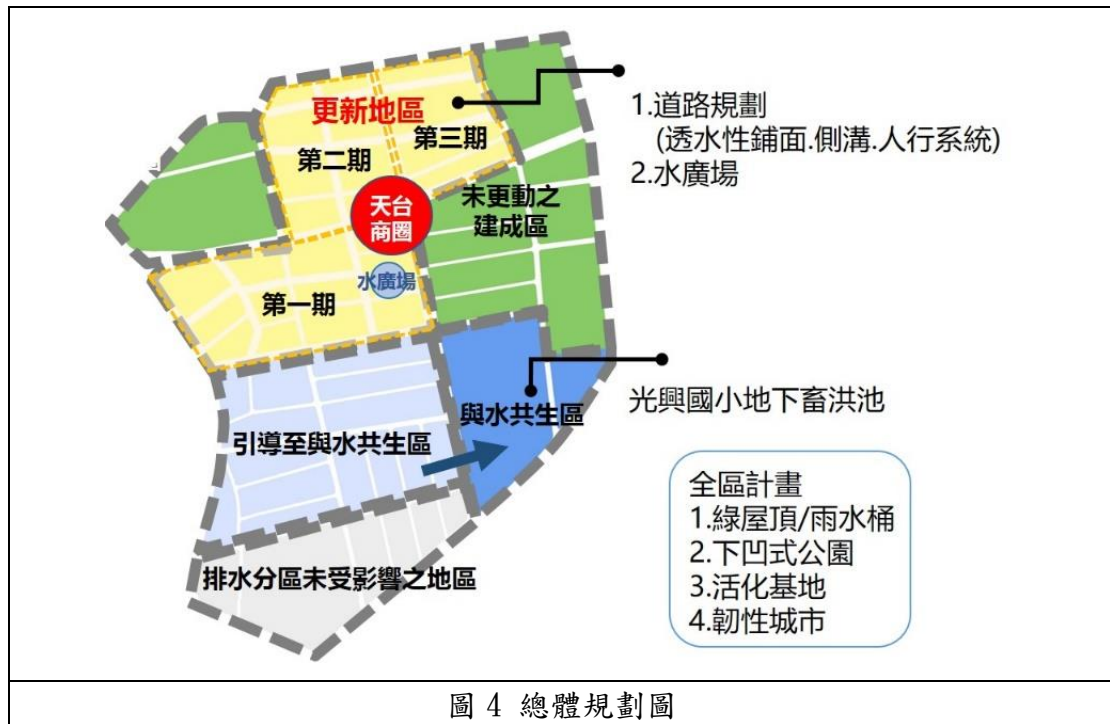 更新地區
第三期
第二期
天台
商圈
未更動之
建成區
水廣場
第一期
1.道路規劃
(透水性鋪面.側溝.人行系統)
2.水廣場
與水共生區
光興國小地下畜洪池
引導至與水共生區
全區計畫
1.綠屋頂/雨水桶
2.下凹式公園
3.活化基地
4.韌性城市
排水分區未受影響之地區
圖 4 總體規劃圖